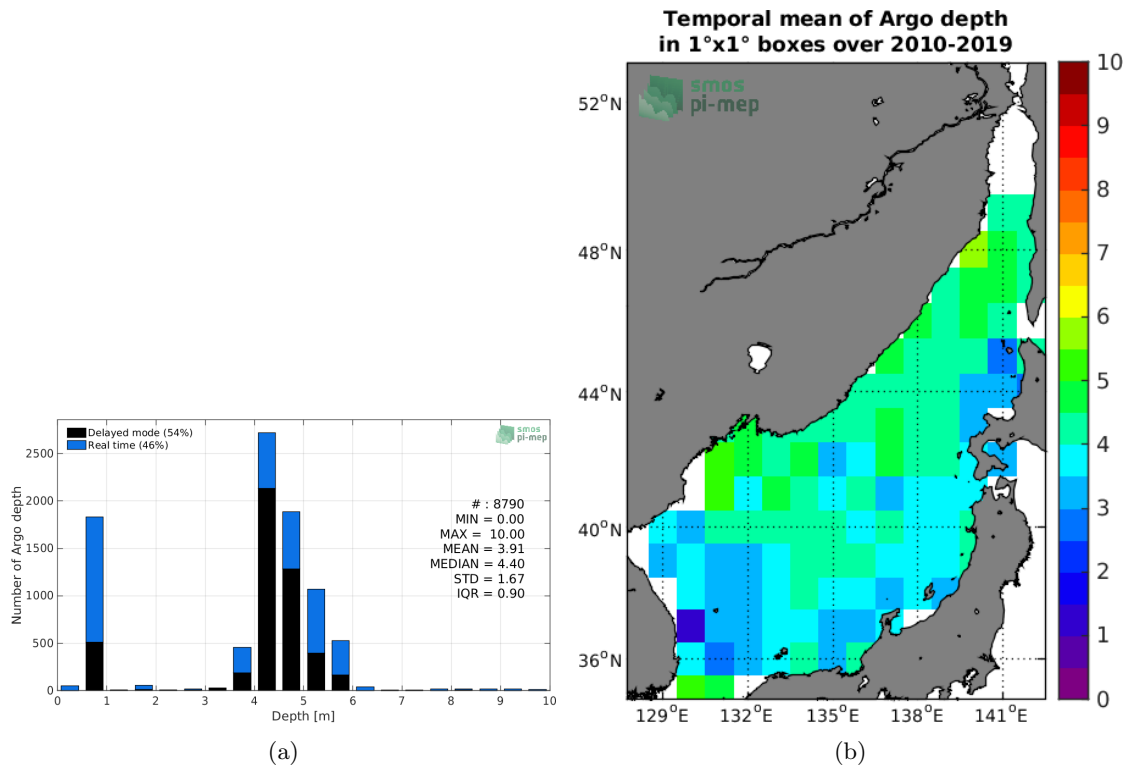 Delayed mode (54%)
Real time (46%)
smos
pi-mep
# : 8790
MIN = 0.00
MAX = 10.00
MEAN = 3.91
MEDIAN = 4.40
STD = 1.67
IQR = 0.90
Number of Argo depth
2500
2000
1500
1000
500
0
0 1 2 3 4 5 6 7 8 9 10
Depth [m]
(a)
Temporal mean of Argo depth
in 1°x1° boxes over 2010-2019
smos
pi-mep
52°N
48°N
44°N
40°N
36°N
129°E 132°E 135°E 138°E 141°E
10
9
8
7
6
5
4
3
2
1
0
(b)